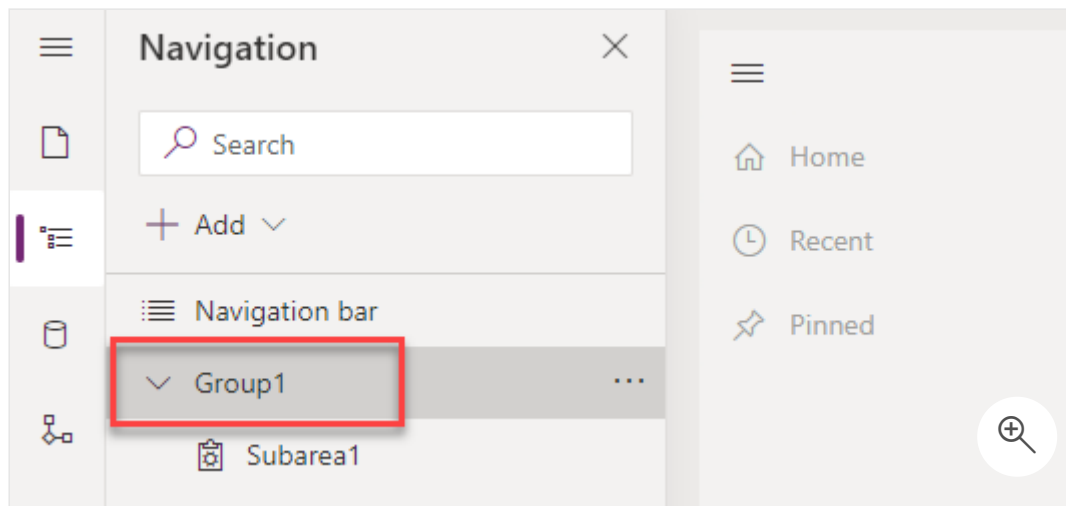 Navigation
Search
Add
Navigation bar
Group1
Subarea1
Home
Recent
Pinned